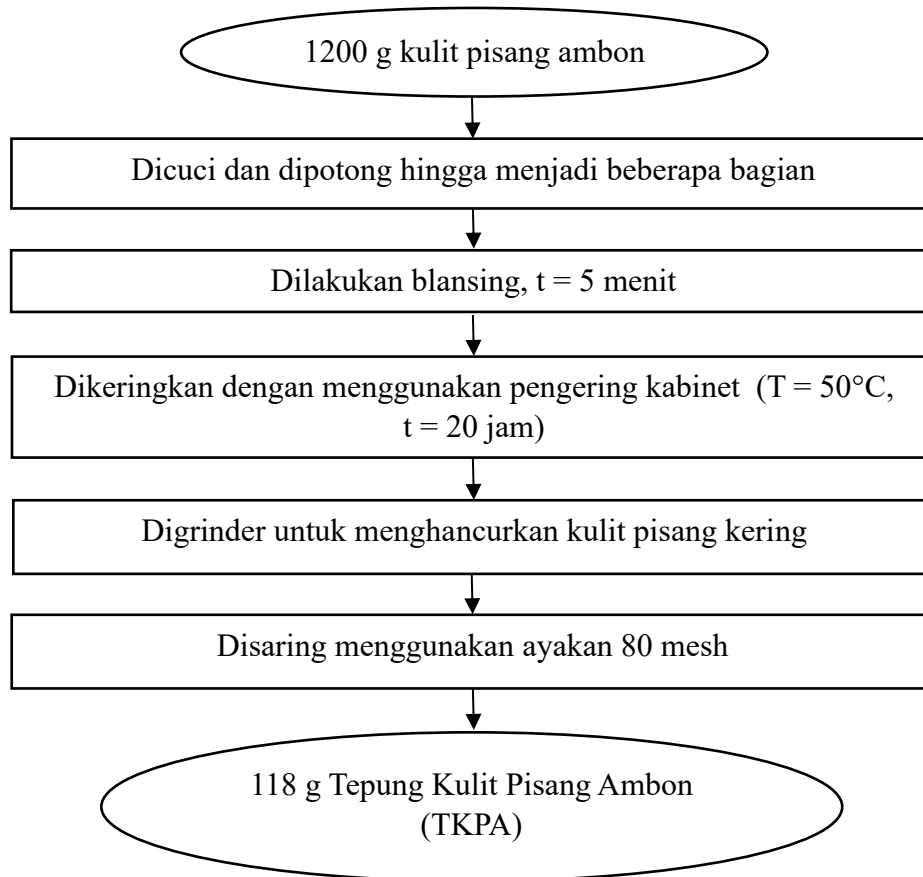 1200 g kulit pisang ambon
Dicuci dan dipotong hingga menjadi beberapa bagian
Dilakukan blansing, t = 5 menit
Dikeringkan dengan menggunakan pengering kabinet (T = 50°C,
t = 20 jam)
Digrinder untuk menghancurkan kulit pisang kering
Disaring menggunakan ayakan 80 mesh
118 g Tepung Kulit Pisang Ambon
(TKPA)